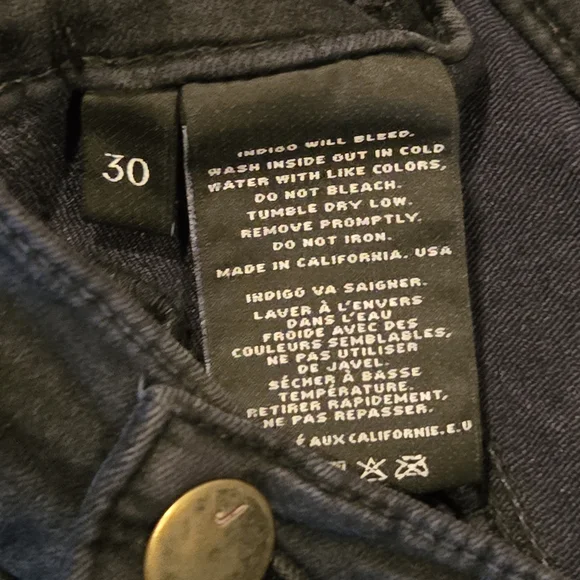 30
INDIGO WILL BLEED.
WASH INSIDE OUT IN COLD
WATER WITH LIKE COLORS,
DO NOT BLEACH.
TUMBLE DRY LOW.
REMOVE PROMPTLY.
DO NOT IRON.
MADE IN CALIFORNIA. USA
INDIGO VA SAIGNER.
LAVER À L'ENVERS
DANS L'EAU
FROIDE AVEC DES
COULEURS SEMBLABLES,
NE PAS UTILISER
DE JAVEL.
SÉCHER À BASSE
TEMPÉRATURE.
RETIRER RAPIDEMENT,
NE PAS REPASSER.
É AUX CALIFORNIE.E.U
J